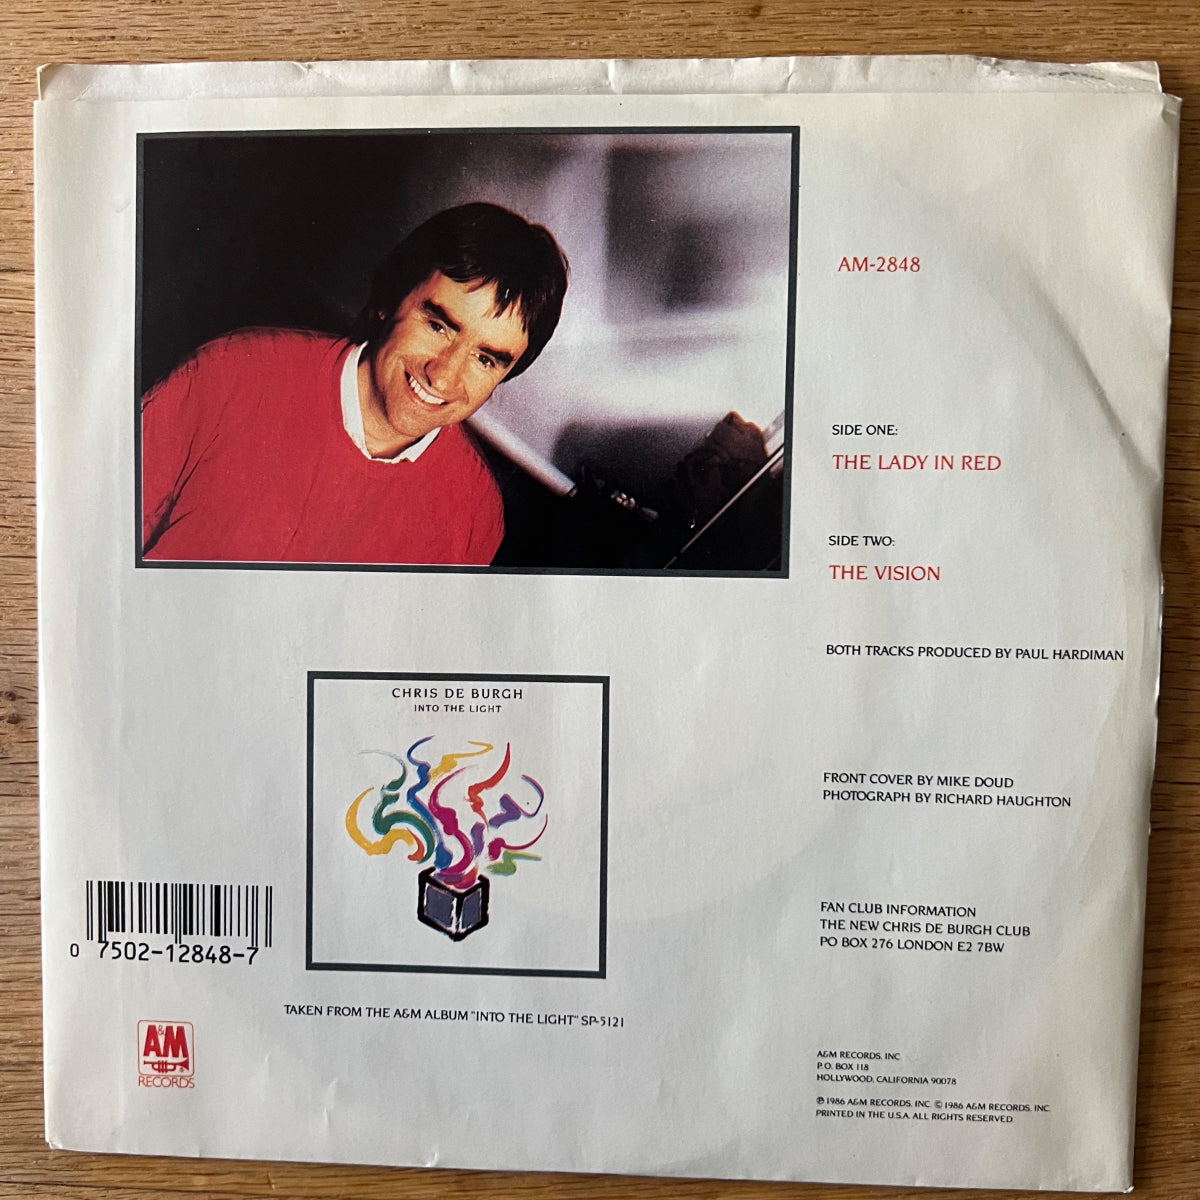 AM-2848
SIDE ONE:
THE LADY IN RED
SIDE TWO:
THE VISION
BOTH TRACKS PRODUCED BY PAUL HARDIMAN
CHRIS DE BURGH
INTO THE LIGHT
FRONT COVER BY MIKE DOUD
PHOTOGRAPH BY RICHARD HAUGHTON
FAN CLUB INFORMATION
THE NEW CHRIS DE BURGH CLUB
PO BOX 276 LONDON E2 7BW
0 7502-12848-7
TAKEN FROM THE A&M ALBUM "INTO THE LIGHT" SP-5121
A&M
RECORDS
A&M RECORDS, INC.
P.O. BOX 118
HOLLYWOOD, CALIFORNIA 90078
℗ 1986 A&M RECORDS, INC. © 1986 A&M RECORDS, INC.
PRINTED IN THE U.S.A. ALL RIGHTS RESERVED.